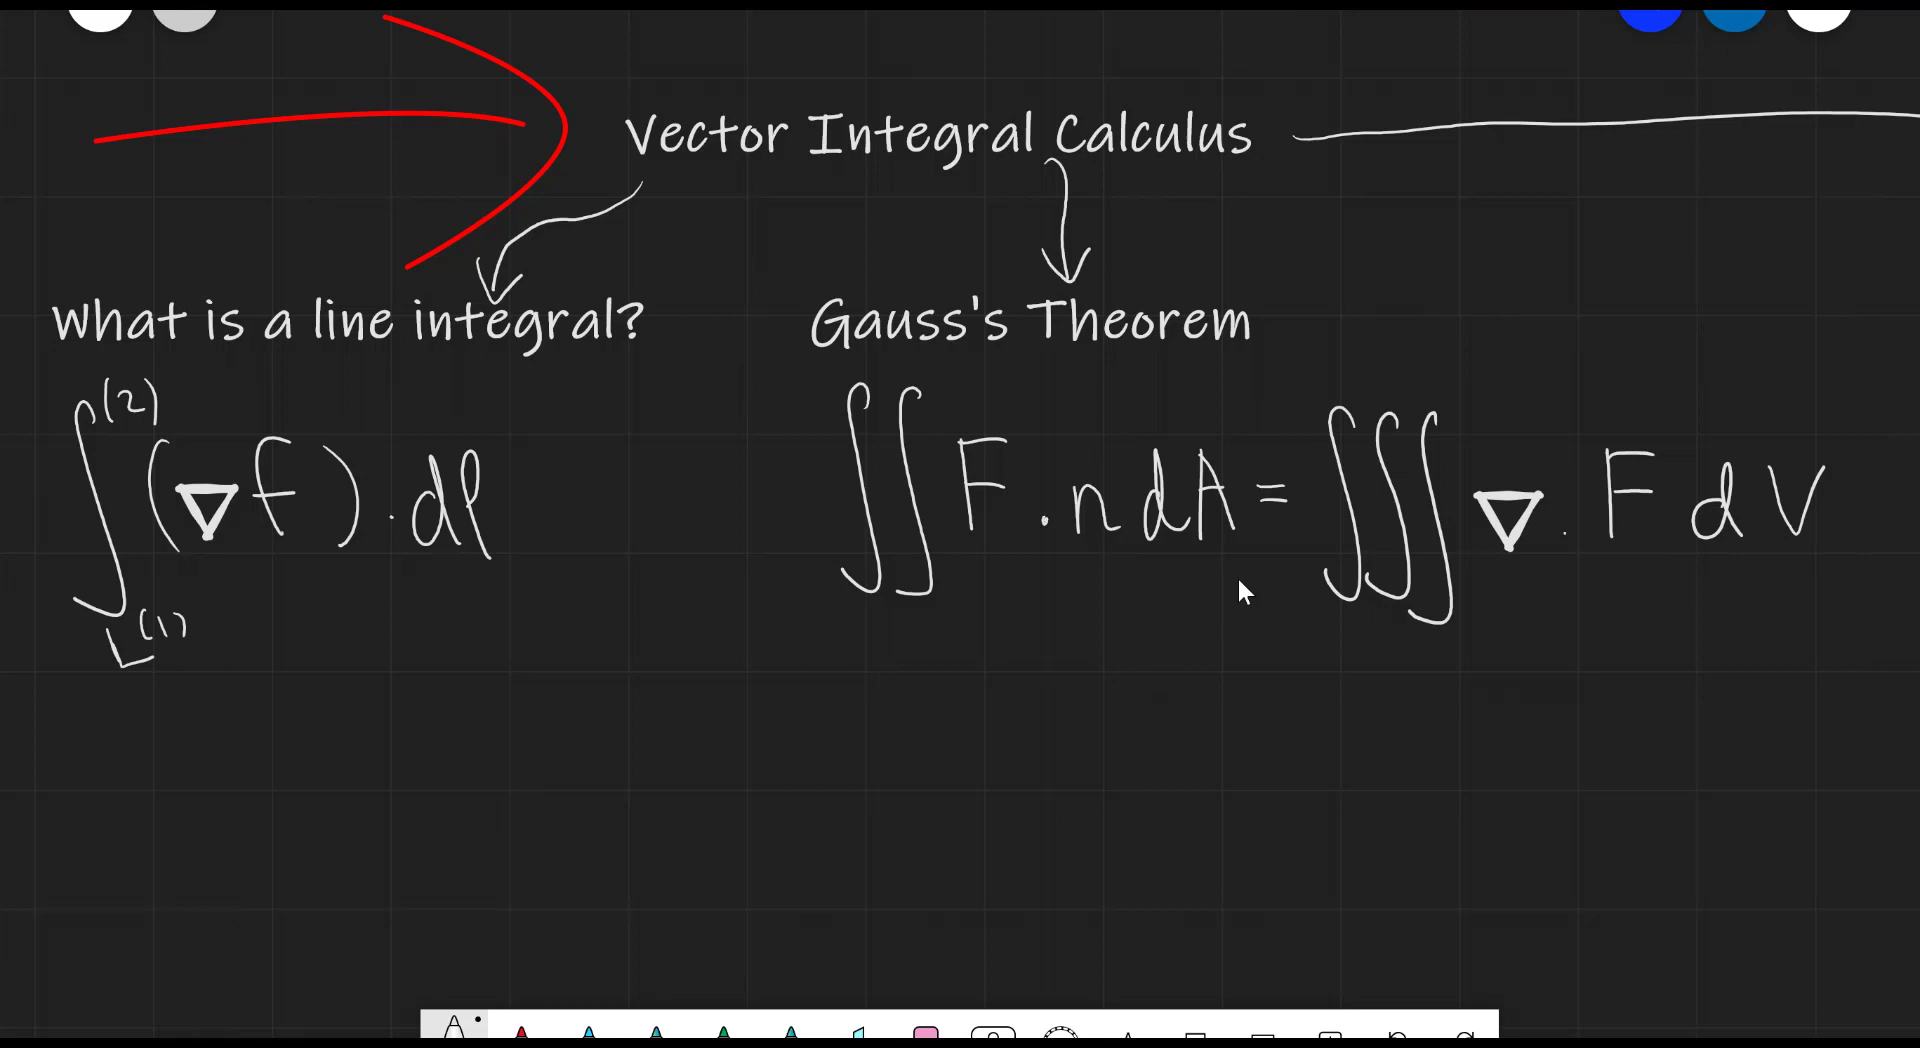 Vector Integral Calculus
What is a line integral?
Gauss's Theorem
∫_{L(1)}^{(2)} (∇f) · dl
∬ F · n dA = ∭ ∇ · F dV